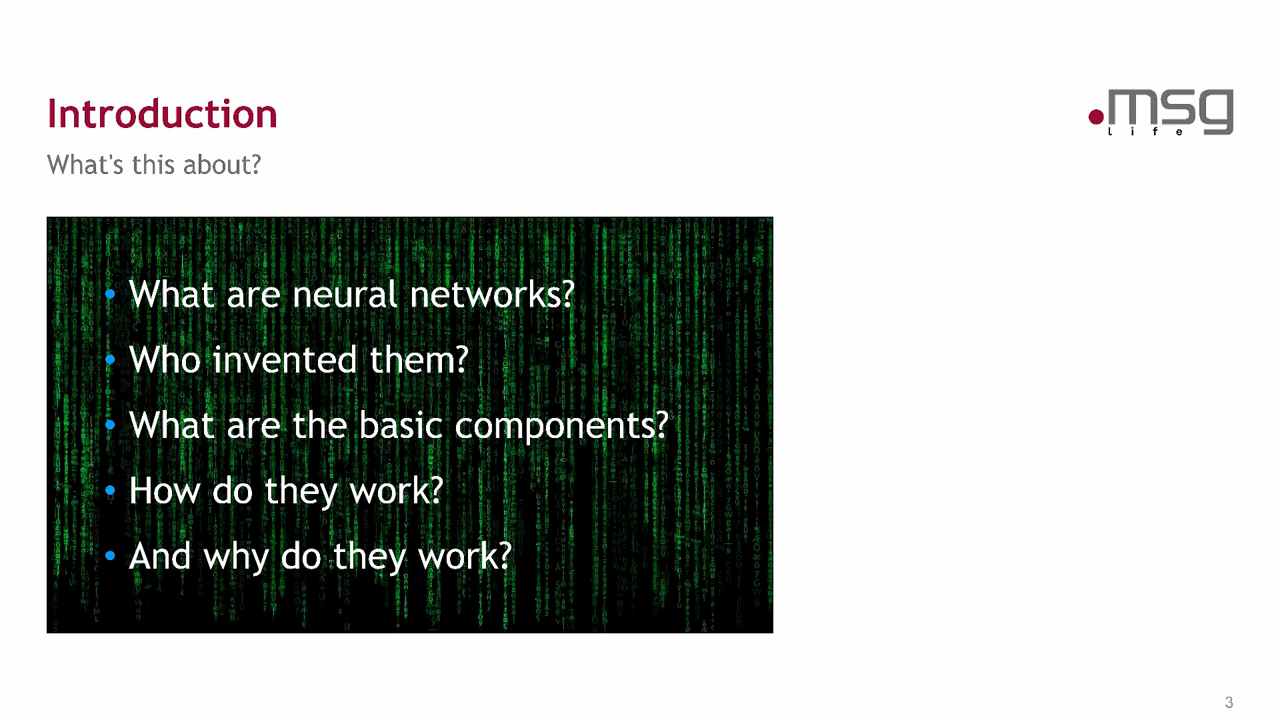 Introduction
.msg
life
What's this about?
• What are neural networks?
• Who invented them?
• What are the basic components?
• How do they work?
• And why do they work?
3